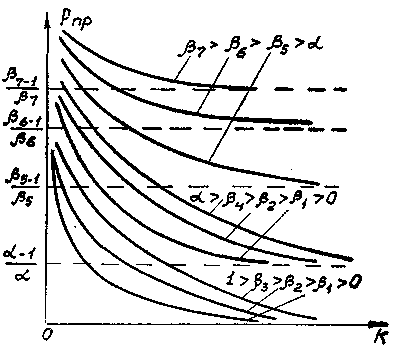 Pпр
β₇ > β₆ > β₅ > α
β₇-1
β₇
β₆-1
β₆
β₅-1
β₅
α > β₄ > β₂ > β₁ > 0
α-1
α
1 > β₃ > β₂ > β₁ > 0
0
K